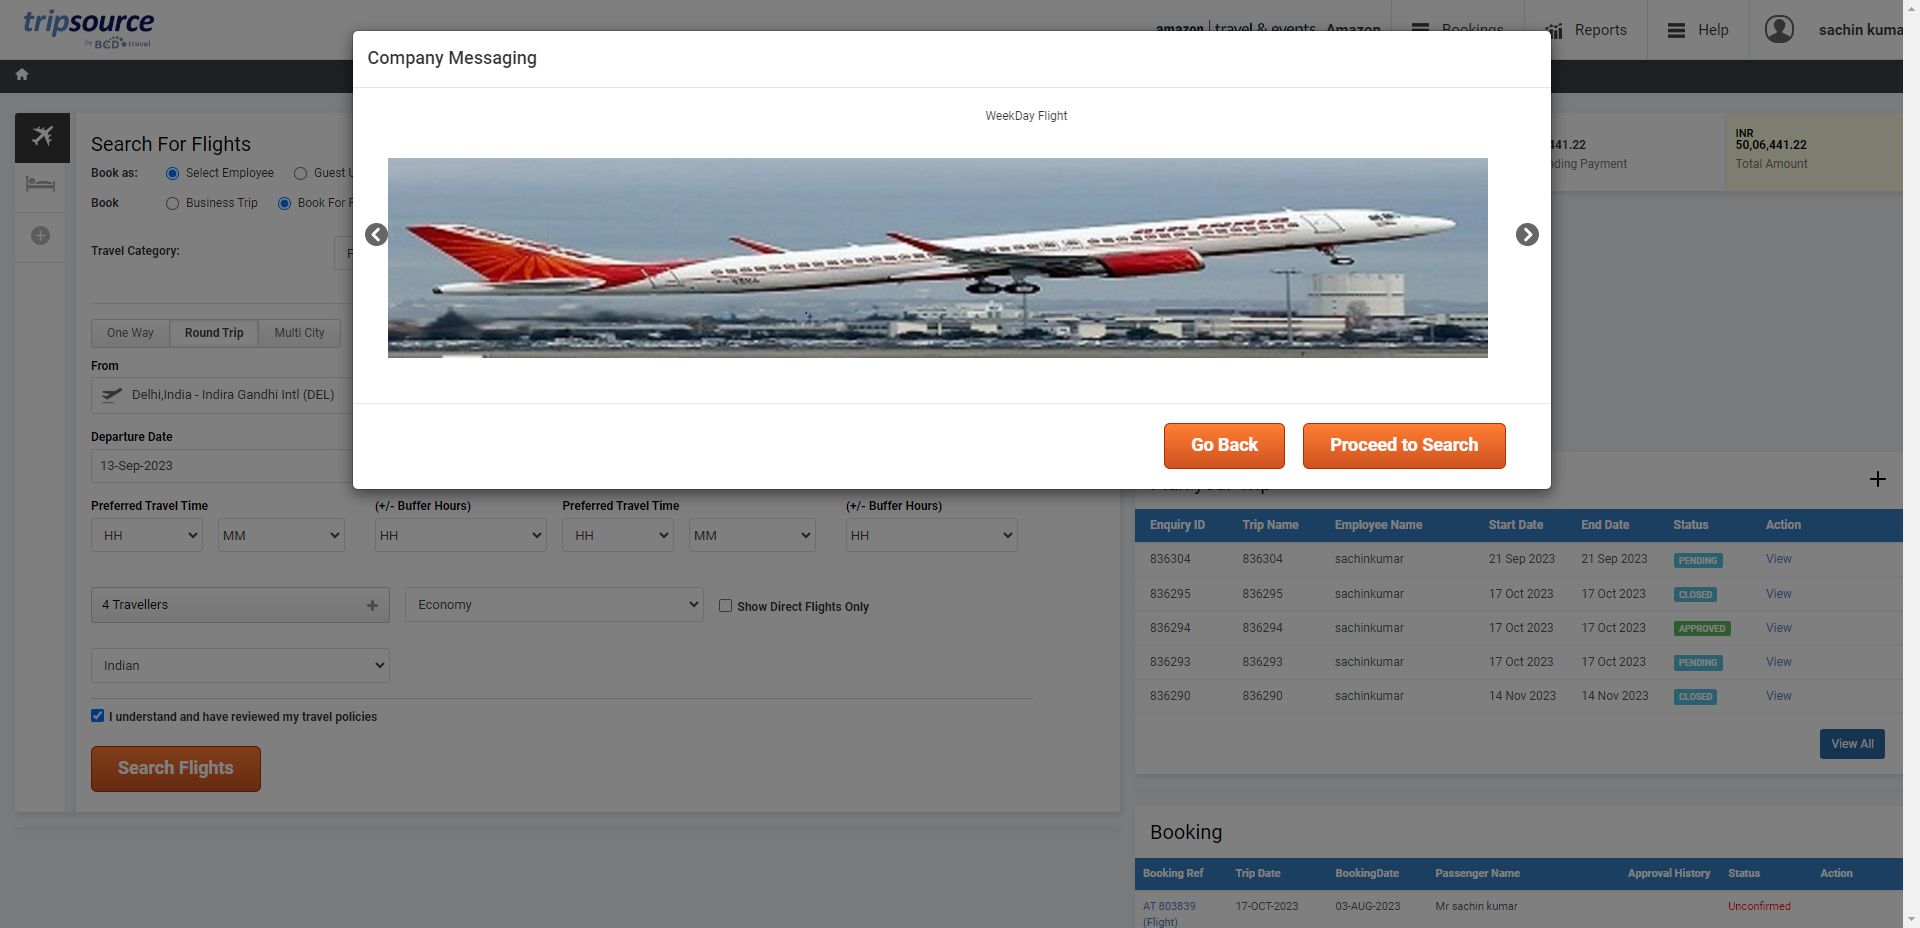 tripsource
by BCD travel
amazon | travel & events Amazon
Bookings
Reports
Help
sachin kuma
Company Messaging
WeekDay Flight
Go Back
Proceed to Search
Search For Flights
Book as:
Select Employee
Guest U
Book
Business Trip
Book For
Travel Category:
One Way
Round Trip
Multi City
From
Delhi,India - Indira Gandhi Intl (DEL)
Departure Date
13-Sep-2023
Preferred Travel Time
(+/- Buffer Hours)
Preferred Travel Time
(+/- Buffer Hours)
HH
MM
HH
HH
MM
HH
4 Travellers
Economy
Show Direct Flights Only
Indian
I understand and have reviewed my travel policies
Search Flights
441.22
nding Payment
INR
50,06,441.22
Total Amount
Enquiry ID Trip Name Employee Name Start Date End Date Status Action
836304 836304 sachinkumar 21 Sep 2023 21 Sep 2023 PENDING View
836295 836295 sachinkumar 17 Oct 2023 17 Oct 2023 CLOSED View
836294 836294 sachinkumar 17 Oct 2023 17 Oct 2023 APPROVED View
836293 836293 sachinkumar 17 Oct 2023 17 Oct 2023 PENDING View
836290 836290 sachinkumar 14 Nov 2023 14 Nov 2023 CLOSED View
View All
Booking
Booking Ref Trip Date BookingDate Passenger Name Approval History Status Action
AT 803839 17-OCT-2023 03-AUG-2023 Mr sachin kumar Unconfirmed
(Flight)